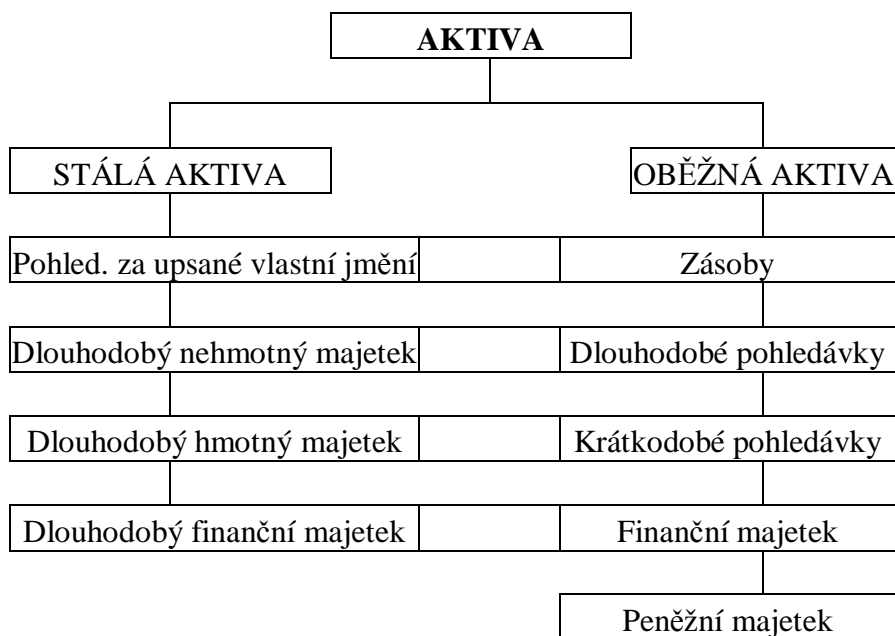 AKTIVA
STÁLÁ AKTIVA
OBĚŽNÁ AKTIVA
Pohled. za upsané vlastní jmění
Zásoby
Dlouhodobý nehmotný majetek
Dlouhodobé pohledávky
Dlouhodobý hmotný majetek
Krátkodobé pohledávky
Dlouhodobý finanční majetek
Finanční majetek
Peněžní majetek